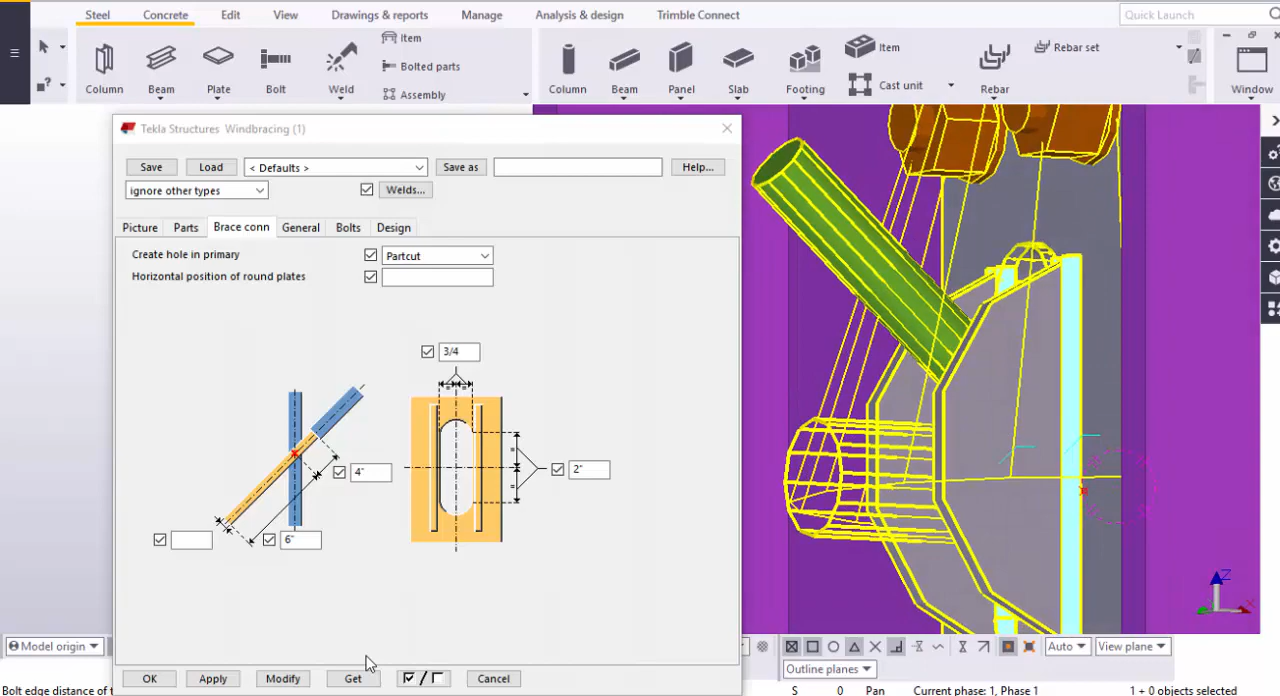 Steel
Concrete
Edit
View
Drawings & reports
Manage
Analysis & design
Trimble Connect
Quick Launch
Column
Beam
Plate
Bolt
Weld
Item
Bolted parts
Assembly
Column
Beam
Panel
Slab
Footing
Item
Cast unit
Rebar
Rebar set
Window
Tekla Structures Windbracing (1)
Save
Load
< Defaults >
Save as
Help...
ignore other types
Welds...
Picture
Parts
Brace conn
General
Bolts
Design
Create hole in primary
Partcut
Horizontal position of round plates
3/4
4"
2"
6"
OK
Apply
Modify
Get
/
Cancel
Model origin
Auto
View plane
Outline planes
Bolt edge distance of t
S
0
Pan
Current phase: 1, Phase 1
1 + 0 objects selected
Z